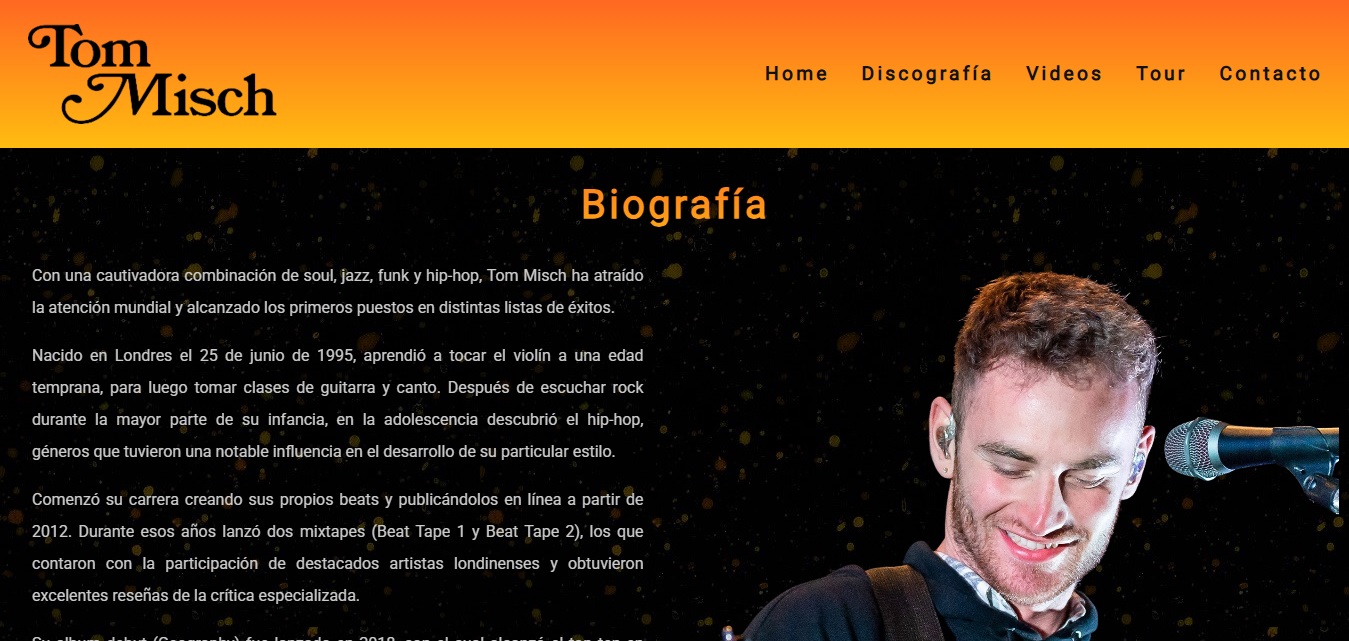 Tom
Misch
Home Discografía Videos Tour Contacto
Biografía
Con una cautivadora combinación de soul, jazz, funk y hip-hop, Tom Misch ha atraído
la atención mundial y alcanzado los primeros puestos en distintas listas de éxitos.
Nacido en Londres el 25 de junio de 1995, aprendió a tocar el violín a una edad
temprana, para luego tomar clases de guitarra y canto. Después de escuchar rock
durante la mayor parte de su infancia, en la adolescencia descubrió el hip-hop,
géneros que tuvieron una notable influencia en el desarrollo de su particular estilo.
Comenzó su carrera creando sus propios beats y publicándolos en línea a partir de
2012. Durante esos años lanzó dos mixtapes (Beat Tape 1 y Beat Tape 2), los que
contaron con la participación de destacados artistas londinenses y obtuvieron
excelentes reseñas de la crítica especializada.